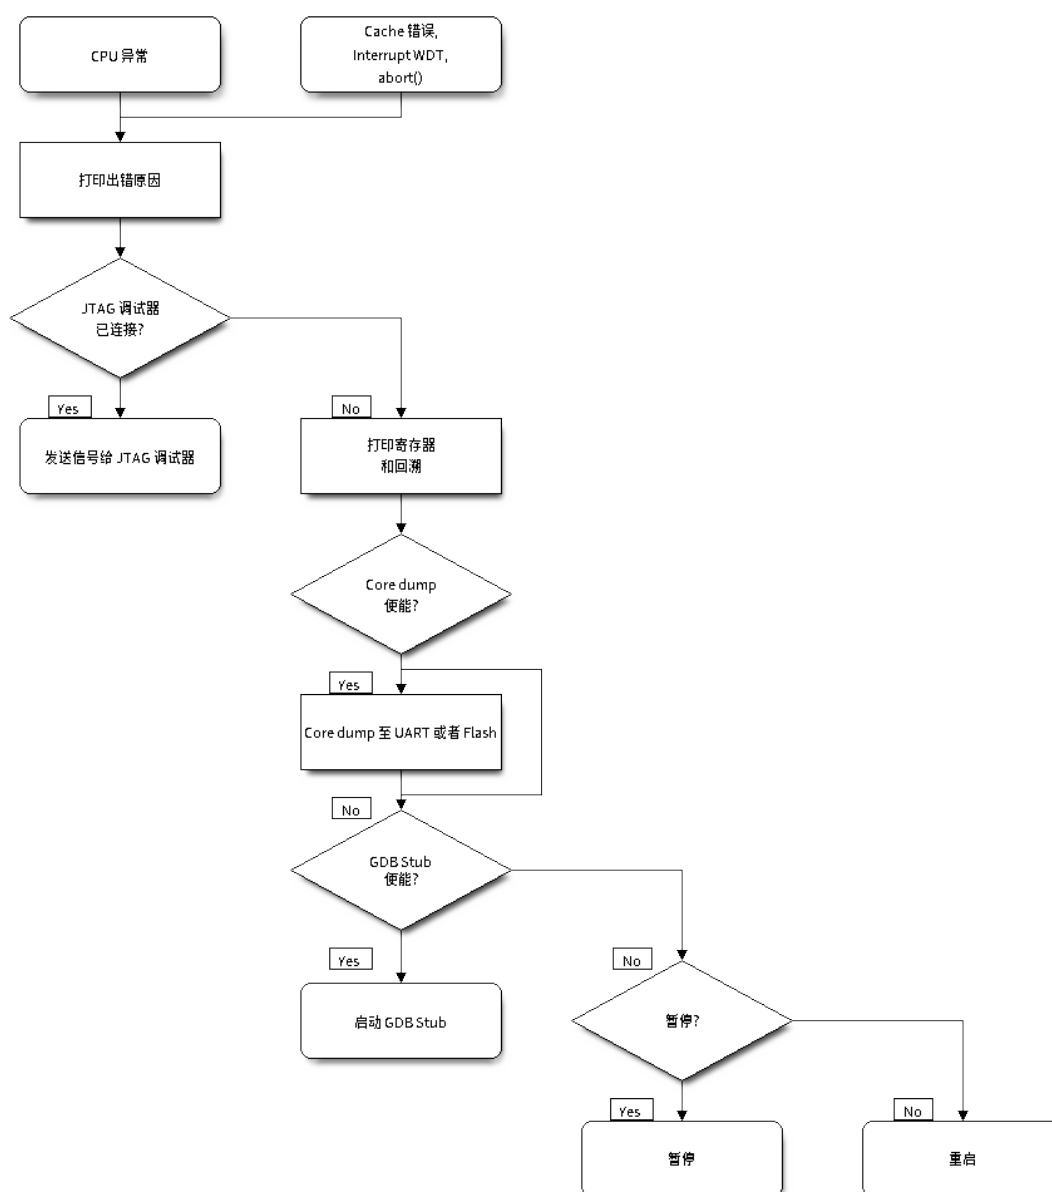 CPU 异常
Cache 错误,
Interrupt WDT,
abort()
打印出错原因
JTAG 调试器
已连接?
Yes
No
发送信号给 JTAG 调试器
打印寄存器
和回溯
Core dump
便能?
Yes
Core dump 至 UART 或者 Flash
No
GDB Stub
便能?
Yes
No
启动 GDB Stub
暂停?
Yes
No
暂停
重启